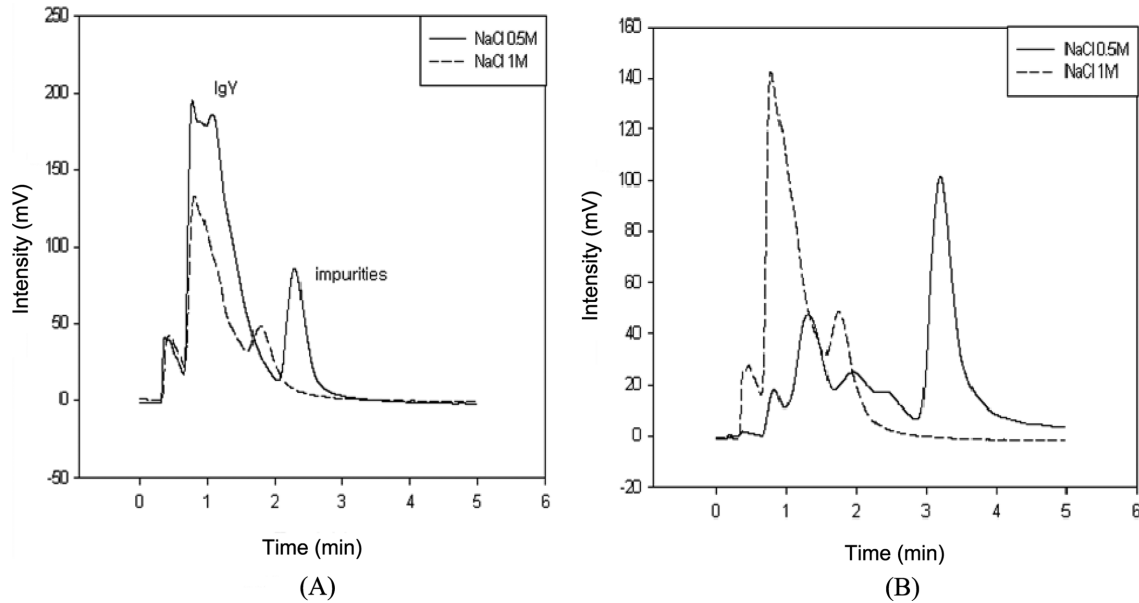 250
200
150
100
50
0
-50
Intensity (mV)
NaCl 0.5M
NaCl 1M
IgY
impurities
0 1 2 3 4 5 6
Time (min)
(A)
160
140
120
100
80
60
40
20
0
-20
Intensity (mV)
NaCl 0.5M
NaCl 1M
0 1 2 3 4 5 6
Time (min)
(B)